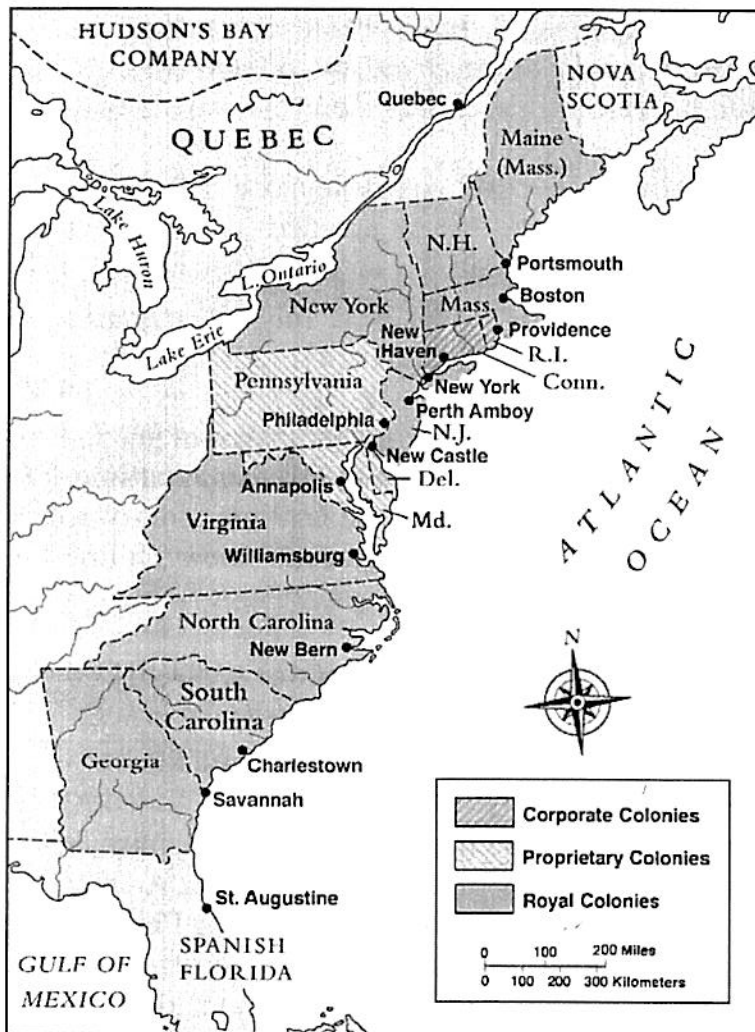 HUDSON'S BAY
COMPANY
NOVA
SCOTIA
Quebec
QUEBEC
Maine
(Mass.)
Lake Huron
N.H.
L. Ontario
Portsmouth
New York
Mass.
Boston
Lake Erie
Providence
New
Haven
R.I.
Conn.
Pennsylvania
New York
Perth Amboy
Philadelphia
N.J.
New Castle
Del.
Annapolis
Md.
Virginia
ATLANTIC
OCEAN
Williamsburg
North Carolina
New Bern
N
South
Carolina
Georgia
Charlestown
Savannah
Corporate Colonies
Proprietary Colonies
Royal Colonies
St. Augustine
SPANISH
FLORIDA
GULF OF
MEXICO
0 100 200 Miles
0 100 200 300 Kilometers